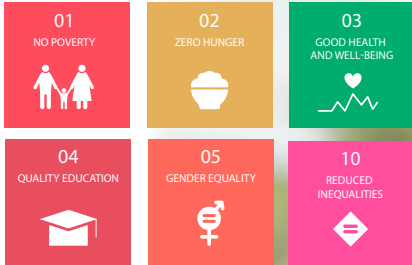 01
NO POVERTY
02
ZERO HUNGER
03
GOOD HEALTH
AND WELL-BEING
04
QUALITY EDUCATION
05
GENDER EQUALITY
10
REDUCED
INEQUALITIES